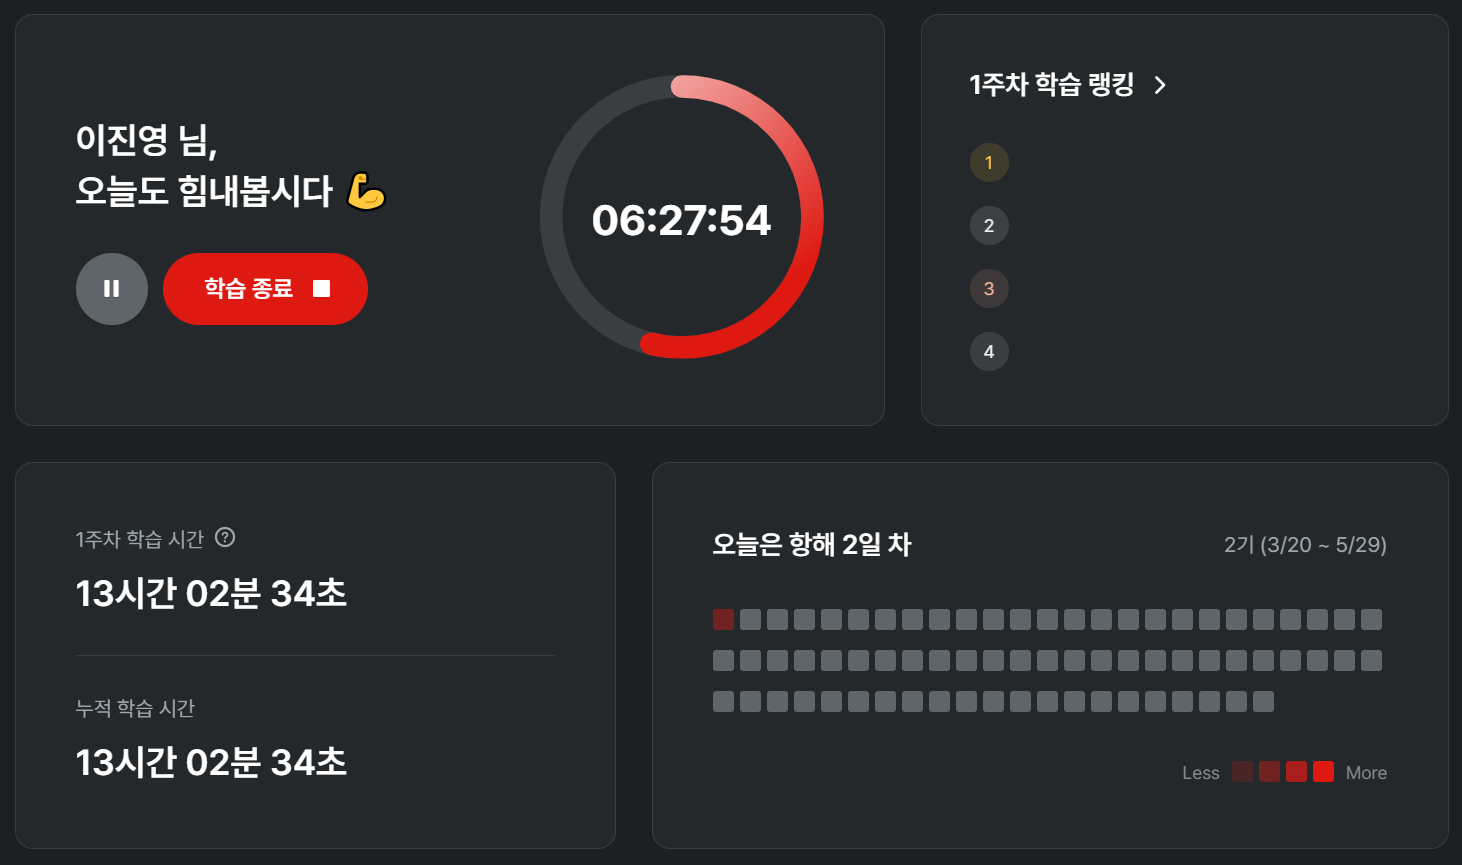 이진영 님,
오늘도 힘내봅시다 💪
학습 종료
06:27:54
1주차 학습 랭킹
1
2
3
4
1주차 학습 시간 ?
13시간 02분 34초
누적 학습 시간
13시간 02분 34초
오늘은 항해 2일 차
2기 (3/20 ~ 5/29)
Less More